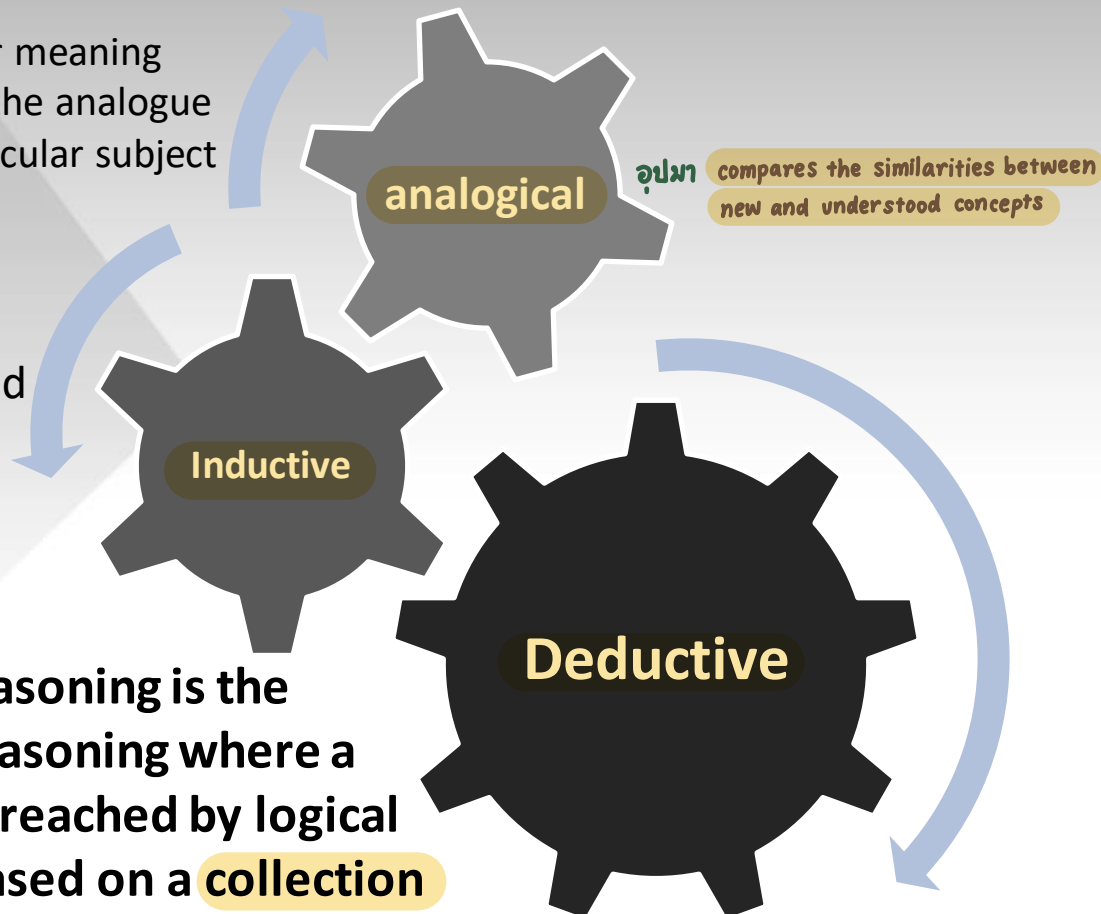 meaning
he analogue
cular subject
analogical
อุปมา compares the similarities between
new and understood concepts
d
Inductive
Deductive
asoning is the
asoning where a
reached by logical
ased on a collection